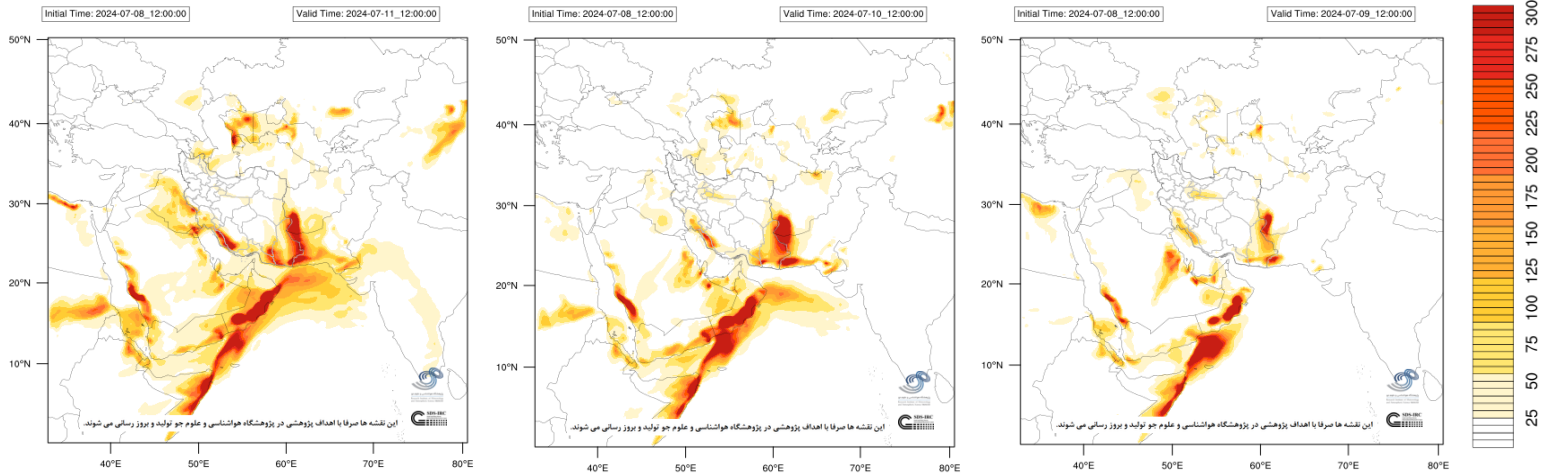 Initial Time: 2024-07-08_12:00:00
Valid Time: 2024-07-11_12:00:00
50°N
40°N
30°N
20°N
10°N
40°E
50°E
60°E
70°E
80°E
SDS-IRC
این نقشه ها صرفا با اهداف پژوهشی در پژوهشگاه هواشناسی و علوم جو تولید و بروز رسانی می شوند.
Initial Time: 2024-07-08_12:00:00
Valid Time: 2024-07-10_12:00:00
50°N
40°N
30°N
20°N
10°N
40°E
50°E
60°E
70°E
80°E
SDS-IRC
این نقشه ها صرفا با اهداف پژوهشی در پژوهشگاه هواشناسی و علوم جو تولید و بروز رسانی می شوند.
Initial Time: 2024-07-08_12:00:00
Valid Time: 2024-07-09_12:00:00
50°N
40°N
30°N
20°N
10°N
40°E
50°E
60°E
70°E
80°E
SDS-IRC
این نقشه ها صرفا با اهداف پژوهشی در پژوهشگاه هواشناسی و علوم جو تولید و بروز رسانی می شوند.
300
275
250
225
200
175
150
125
100
75
50
25